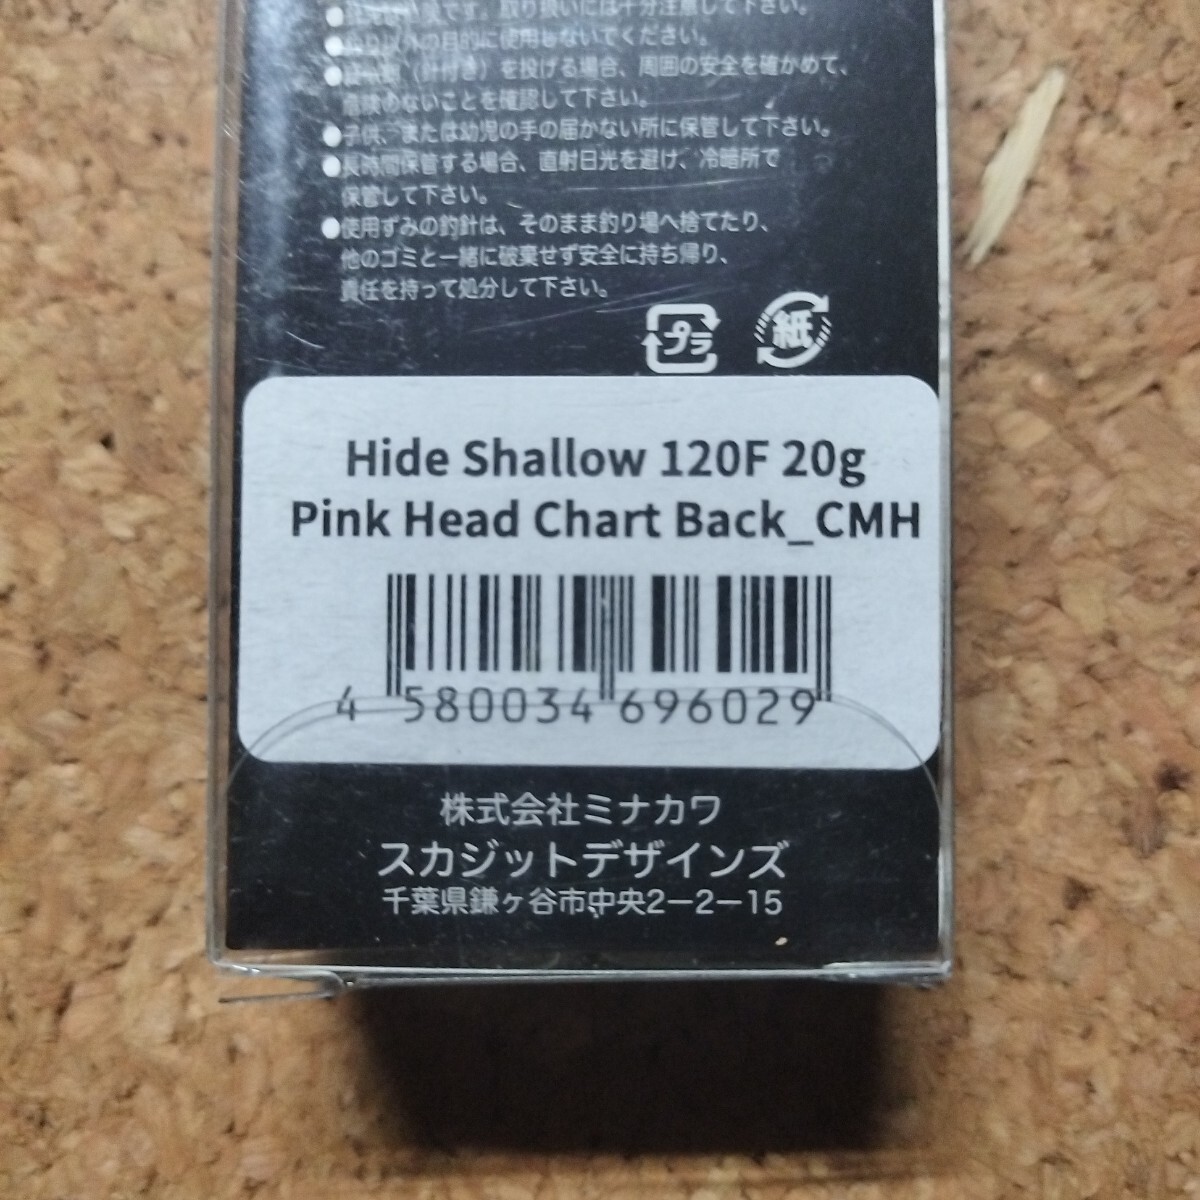 です。取り扱いには十分注意して下さい。
の目的に使用しないでください。
（針付き）を投げる場合、周囲の安全を確かめて、
危険のないことを確認して下さい。
●子供、または幼児の手の届かない所に保管して下さい。
●長時間保管する場合、直射日光を避け、冷暗所で
保管して下さい。
●使用ずみの釣針は、そのまま釣り場へ捨てたり、
他のゴミと一緒に破棄せず安全に持ち帰り、
責任を持って処分して下さい。
プラ 紙
Hide Shallow 120F 20g
Pink Head Chart Back_CMH
4 580034 696029
株式会社ミナカワ
スカジットデザインズ
千葉県鎌ヶ谷市中央2－2－15